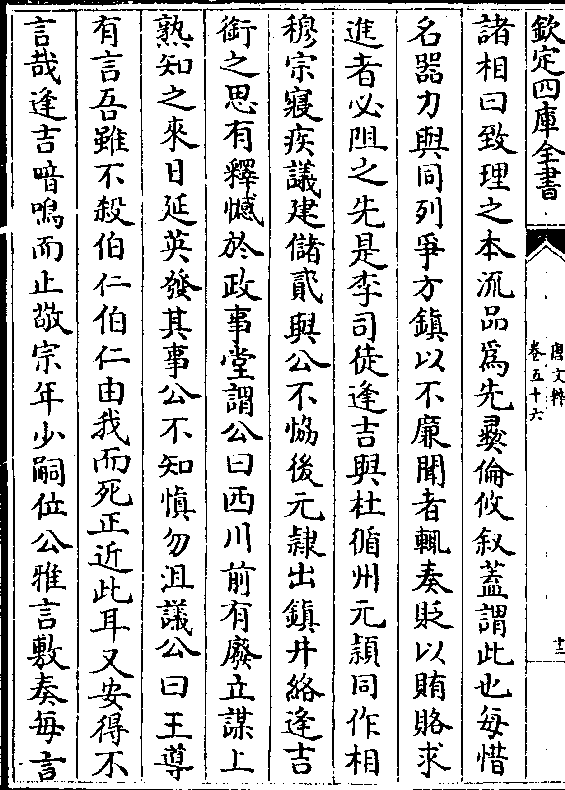 欽定四庫全書
唐文粹
卷五十六
十二
諸相曰致理之本流品爲先彛倫攸叙蓋謂此也每惜
名器力與同列爭方鎮以不廉聞者輒奏貶以賄賂求
進者必阻之先是李司徒逢吉與杜循州元頴同作相
穆宗寢疾議建儲貳與公不恊後元隷出鎮井絡逢吉
銜之思有釋憾於政事堂謂公曰西川前有廢立謀上
熟知之來日延英發其事公不知愼勿沮議公曰王導
有言吾雖不殺伯仁伯仁由我而死正近此耳又安得不
言哉逢吉喑嗚而止敬宗年少嗣位公雅言敷奏每言